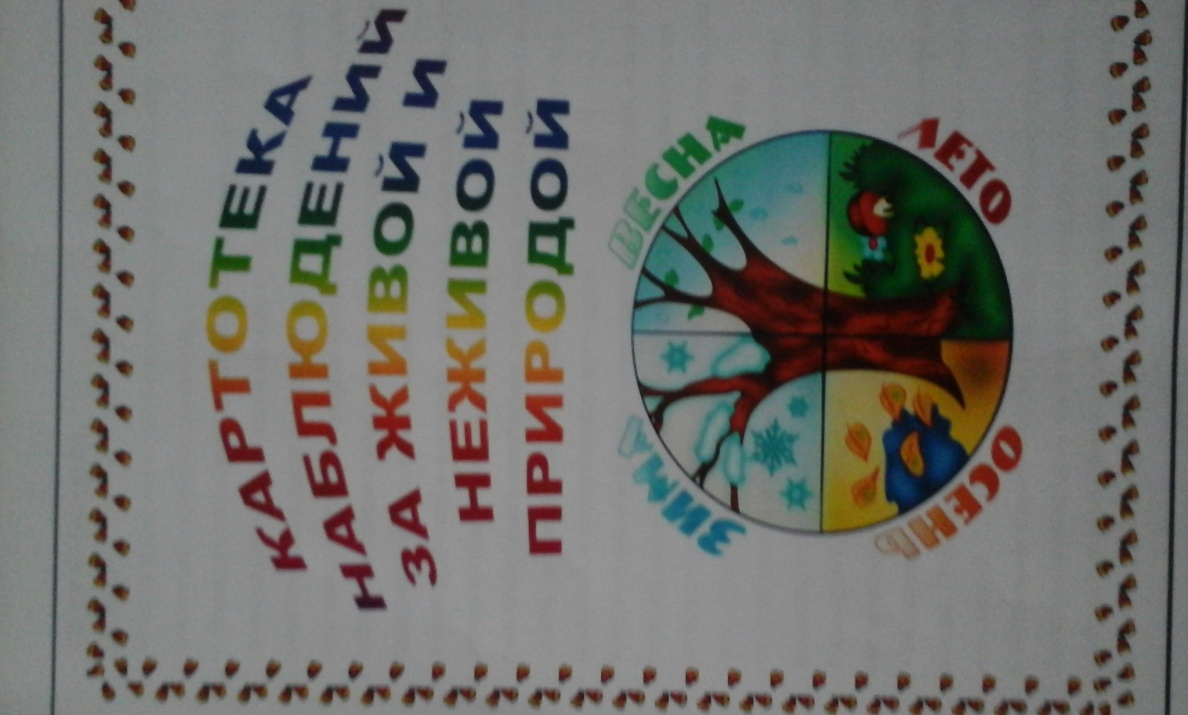 КАРТОТЕКА
НАБЛЮДЕНИЙ
ЗА ЖИВОЙ И
НЕЖИВОЙ
ПРИРОДОЙ
ЗИМА
ВЕСНА
ОСЕНЬ
ЛЕТО